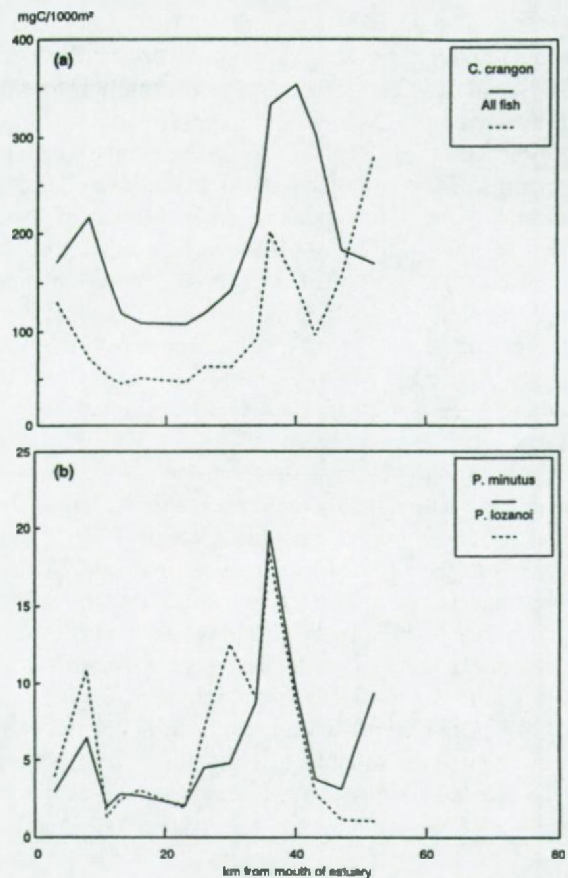 mgC/1000m²
400
(a)
C. crangon
All fish
300
200
100
0
25
(b)
P. minutus
P. lozanoi
20
15
10
5
0
0 20 40 60 80
km from mouth of estuary